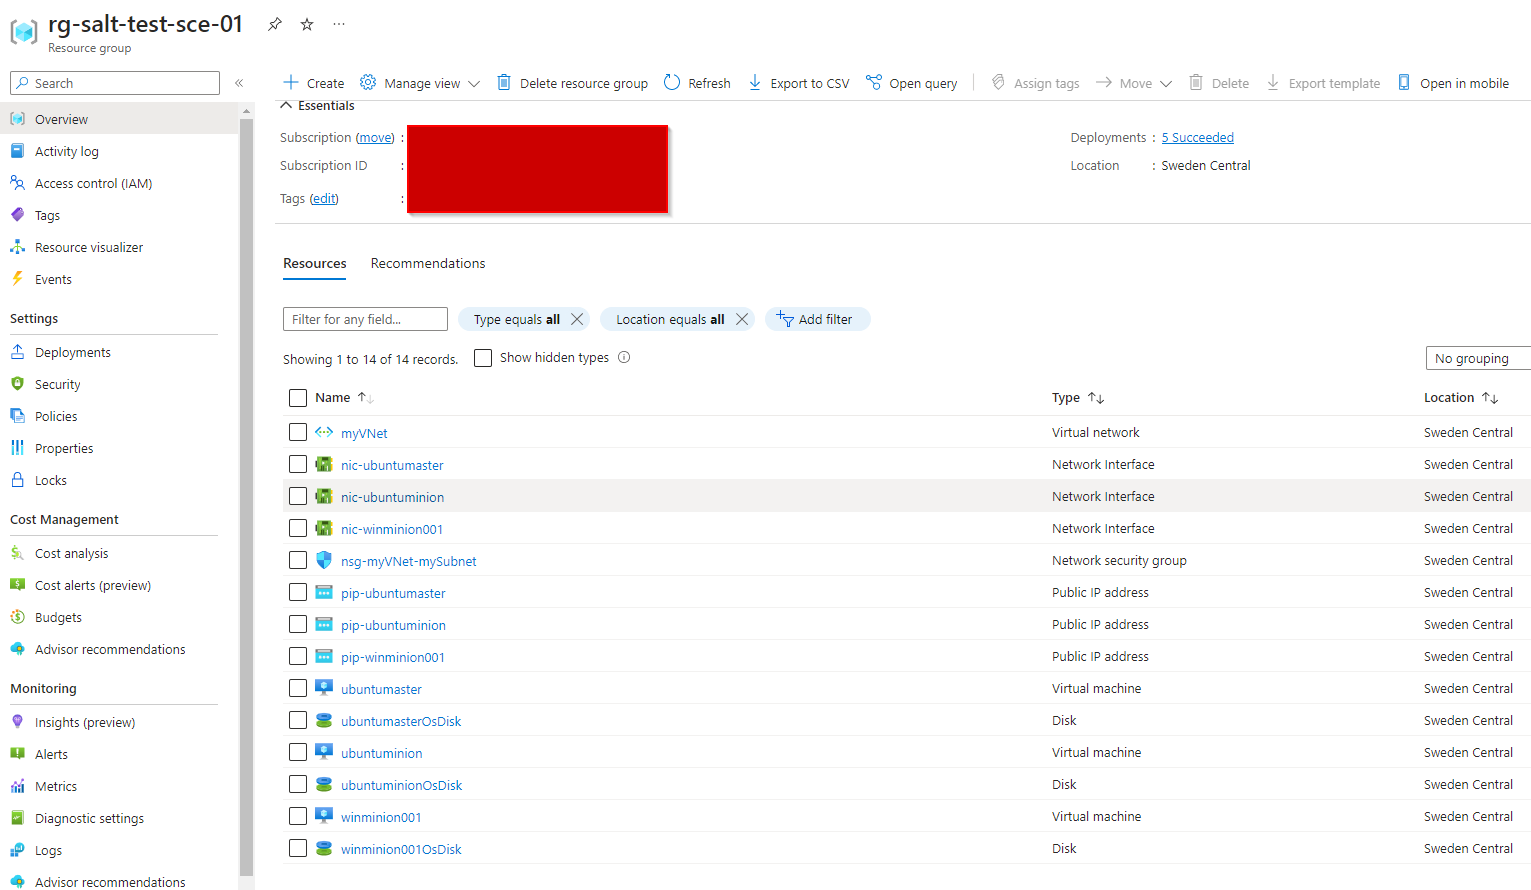 rg-salt-test-sce-01
Resource group
Search
Create Manage view Delete resource group Refresh Export to CSV Open query Assign tags Move Delete Export template Open in mobile
Essentials
Overview
Activity log
Access control (IAM)
Tags
Resource visualizer
Events
Settings
Deployments
Security
Policies
Properties
Locks
Cost Management
Cost analysis
Cost alerts (preview)
Budgets
Advisor recommendations
Monitoring
Insights (preview)
Alerts
Metrics
Diagnostic settings
Logs
Advisor recommendations
Subscription (move) :
Deployments : 5 Succeeded
Subscription ID :
Location : Sweden Central
Tags (edit) :
Resources Recommendations
Filter for any field... Type equals all Location equals all Add filter
Showing 1 to 14 of 14 records. Show hidden types
No grouping
Name Type Location
myVNet Virtual network Sweden Central
nic-ubuntumaster Network Interface Sweden Central
nic-ubuntuminion Network Interface Sweden Central
nic-winminion001 Network Interface Sweden Central
nsg-myVNet-mySubnet Network security group Sweden Central
pip-ubuntumaster Public IP address Sweden Central
pip-ubuntuminion Public IP address Sweden Central
pip-winminion001 Public IP address Sweden Central
ubuntumaster Virtual machine Sweden Central
ubuntumasterOsDisk Disk Sweden Central
ubuntuminion Virtual machine Sweden Central
ubuntuminionOsDisk Disk Sweden Central
winminion001 Virtual machine Sweden Central
winminion001OsDisk Disk Sweden Central